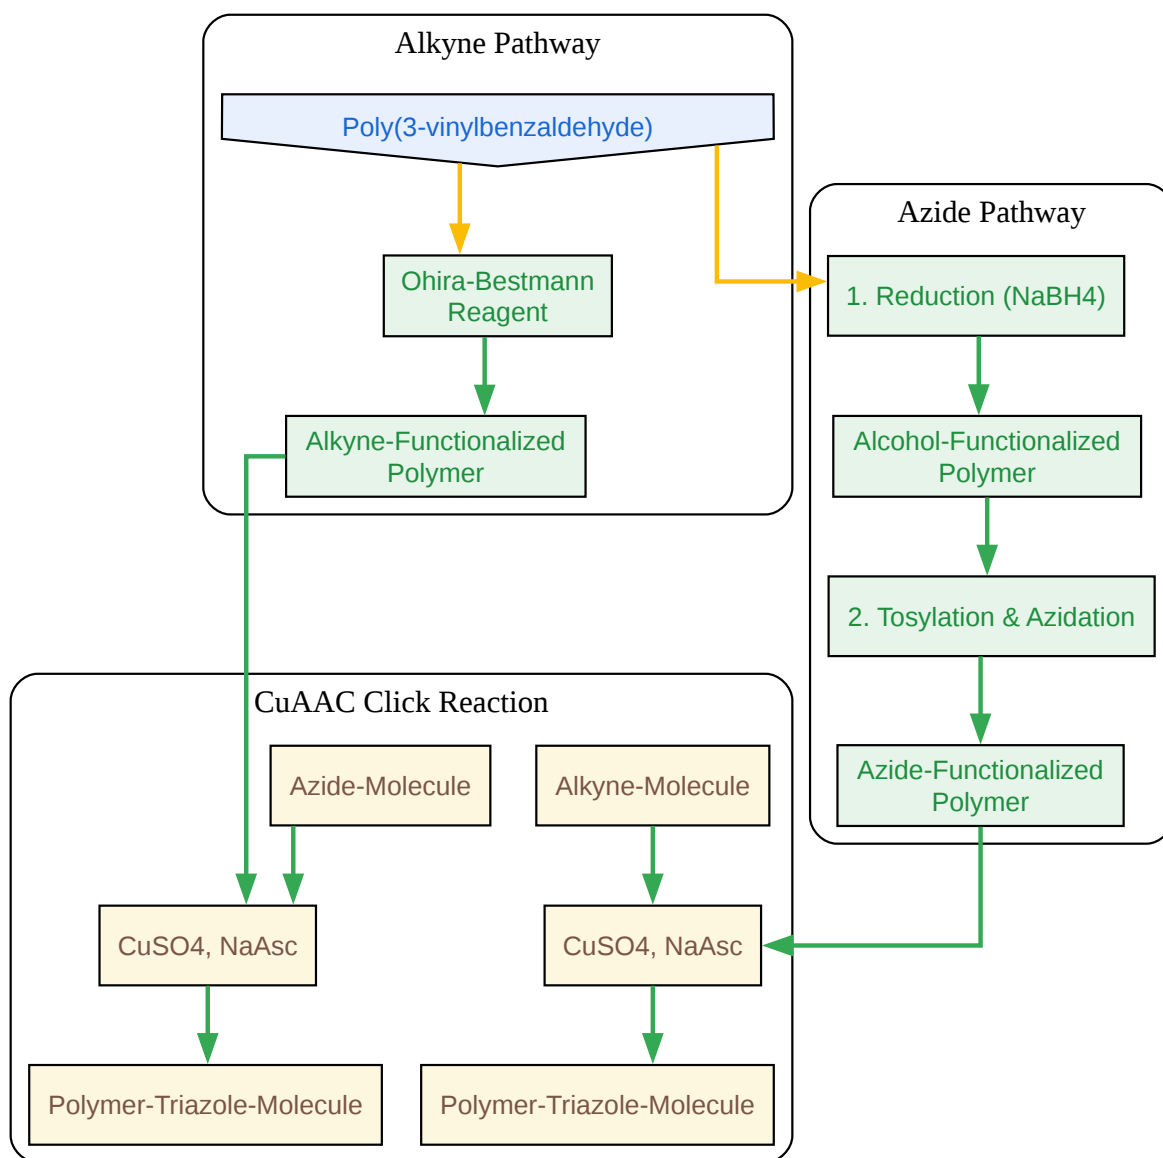 Alkyne Pathway
Poly(3-vinylbenzaldehyde)
Ohira-Bestmann
Reagent
Alkyne-Functionalized
Polymer
Azide Pathway
1. Reduction (NaBH4)
Alcohol-Functionalized
Polymer
2. Tosylation & Azidation
Azide-Functionalized
Polymer
CuAAC Click Reaction
Azide-Molecule
Alkyne-Molecule
CuSO4, NaAsc
CuSO4, NaAsc
Polymer-Triazole-Molecule
Polymer-Triazole-Molecule